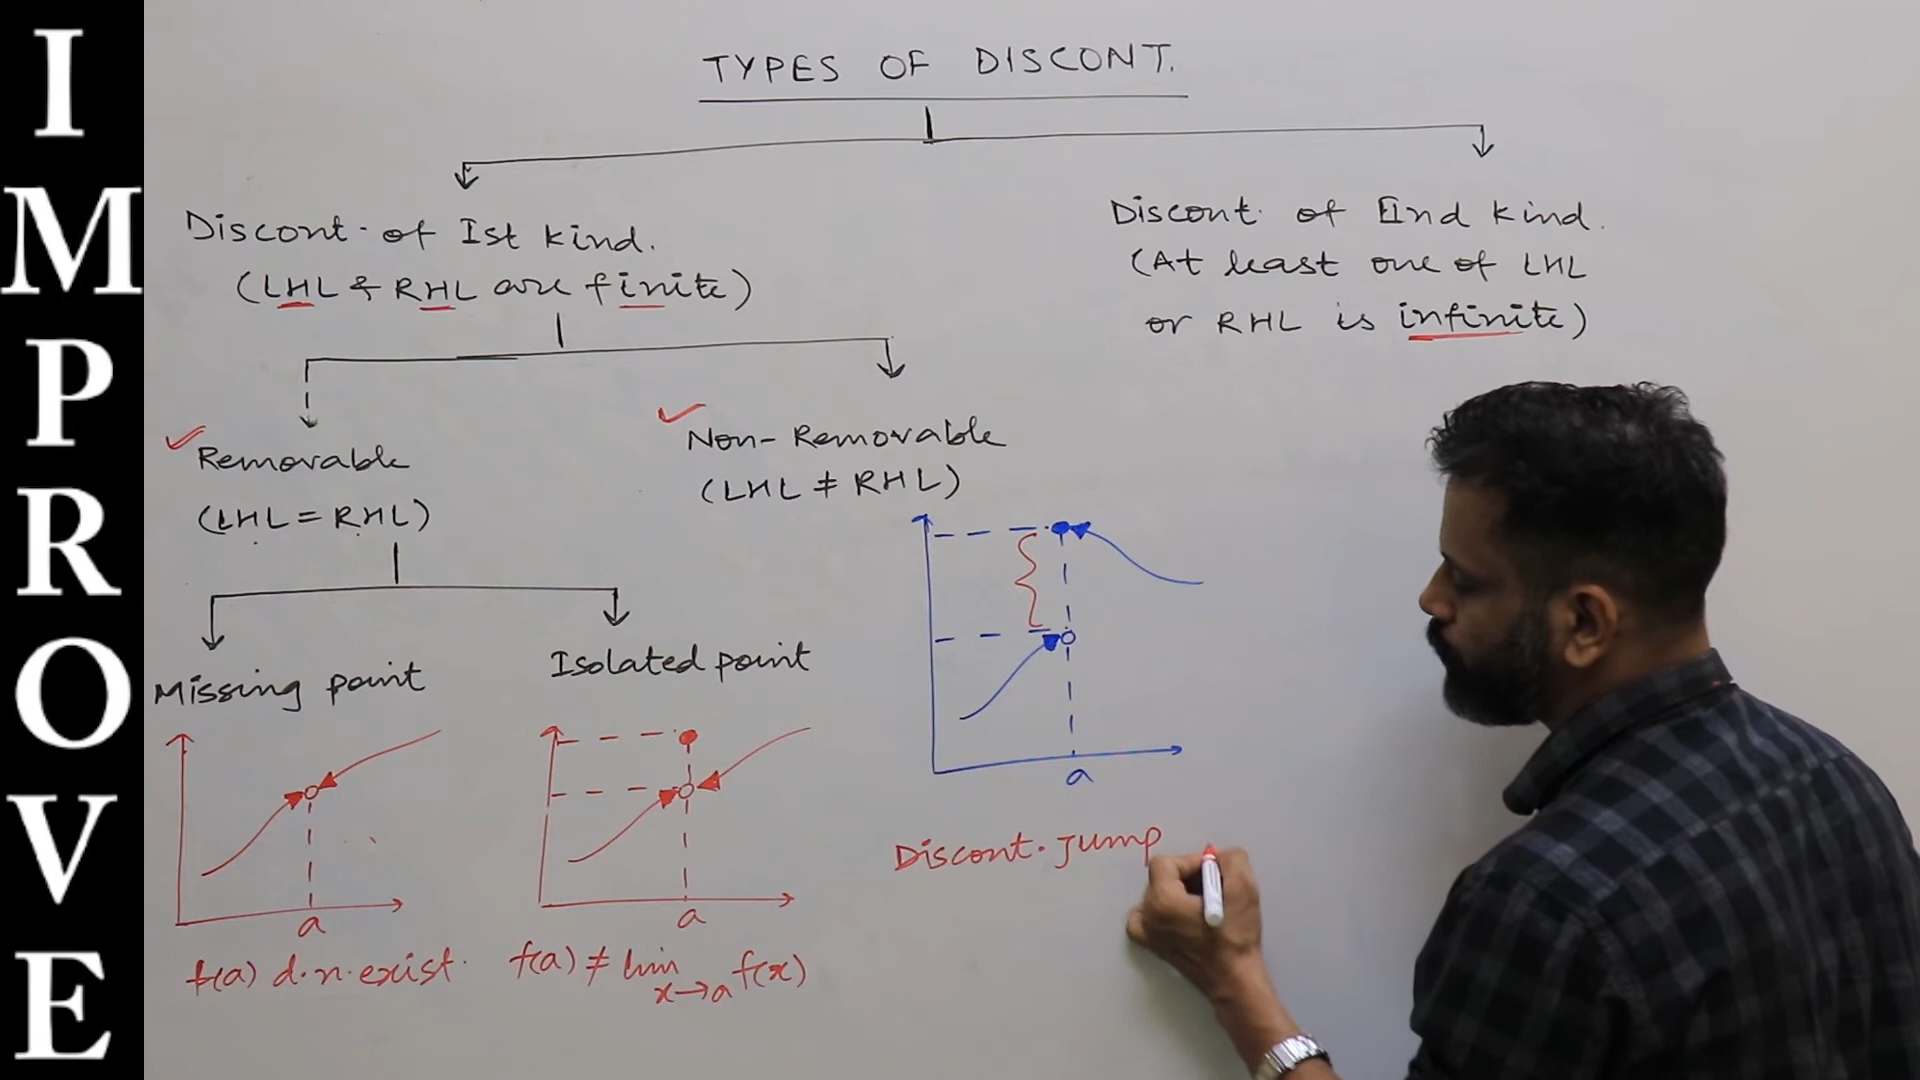 IMPROVE
TYPES OF DISCONT.
Discont. of Ist kind.
(LHL & RHL are finite)
Discont. of IInd kind.
(At least one of LHL
or RHL is infinite)
Removable
(LHL = RHL)
Non-Removable
(LHL ≠ RHL)
Missing point
Isolated point
a
a
a
f(a) d.n.exist.
f(a) ≠ lim f(x)
x→a
Discont. Jump